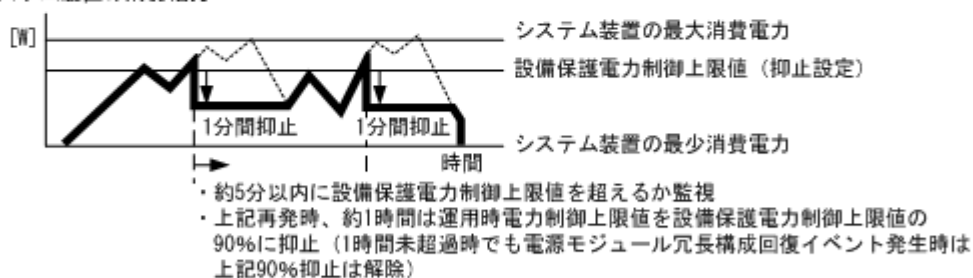 [W]
システム装置の最大消費電力
設備保護電力制御上限値（抑止設定）
1分間抑止
1分間抑止
システム装置の最少消費電力
時間
・約5分以内に設備保護電力制御上限値を超えるか監視
・上記再発時、約1時間は運用時電力制御上限値を設備保護電力制御上限値の
90%に抑止（1時間未超過時でも電源モジュール冗長構成回復イベント発生時は
上記90%抑止は解除）